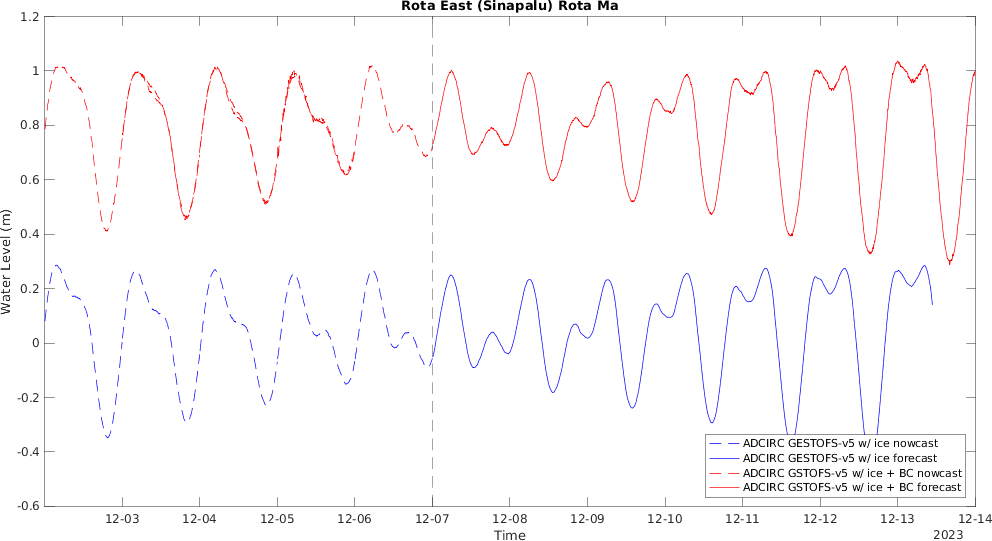 Rota East (Sinapalu) Rota Ma
1.2
1
0.8
0.6
0.4
0.2
0
-0.2
-0.4
-0.6
Water Level (m)
ADCIRC GESTOFS-v5 w/ ice nowcast
ADCIRC GESTOFS-v5 w/ ice forecast
ADCIRC GSTOFS-v5 w/ ice + BC nowcast
ADCIRC GSTOFS-v5 w/ ice + BC forecast
12-03 12-04 12-05 12-06 12-07 12-08 12-09 12-10 12-11 12-12 12-13 12-14
Time
2023